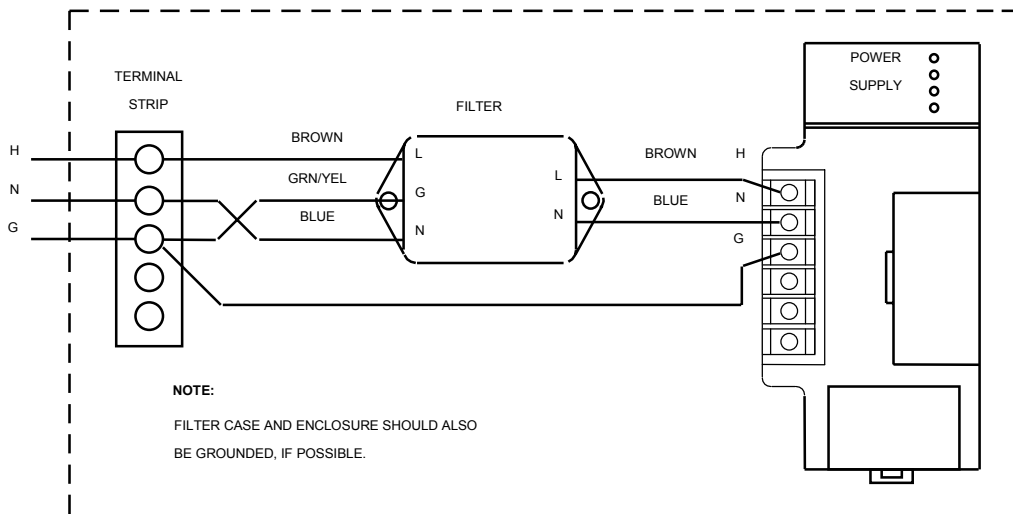 POWER
SUPPLY
TERMINAL
STRIP
FILTER
H
BROWN
L
BROWN
H
N
GRN/YEL
G
L
BLUE
N
G
BLUE
N
N
G
NOTE:
FILTER CASE AND ENCLOSURE SHOULD ALSO
BE GROUNDED, IF POSSIBLE.